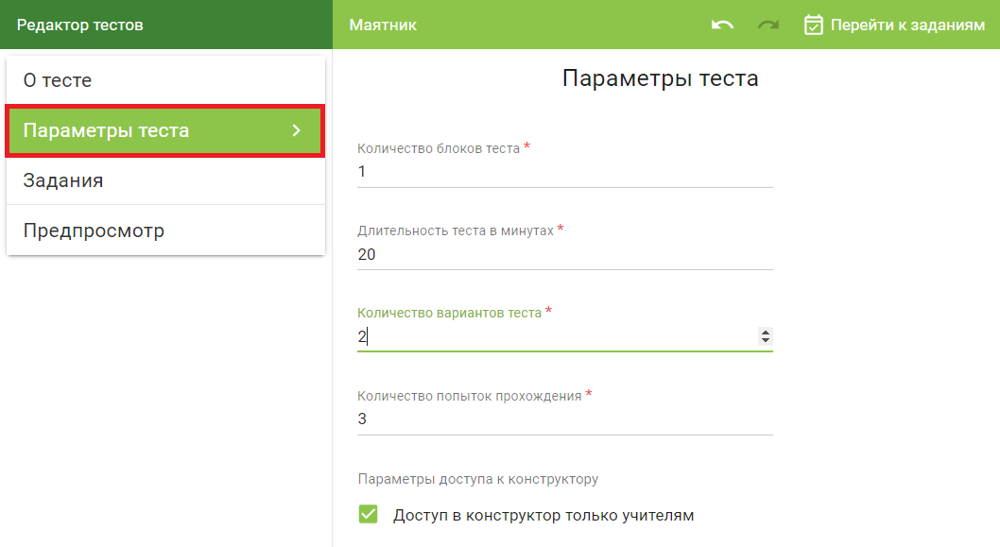 Редактор тестов
Маятник
Перейти к заданиям
О тесте
Параметры теста
Задания
Предпросмотр
Параметры теста
Количество блоков теста *
1
Длительность теста в минутах *
20
Количество вариантов теста *
2
Количество попыток прохождения *
3
Параметры доступа к конструктору
Доступ в конструктор только учителям